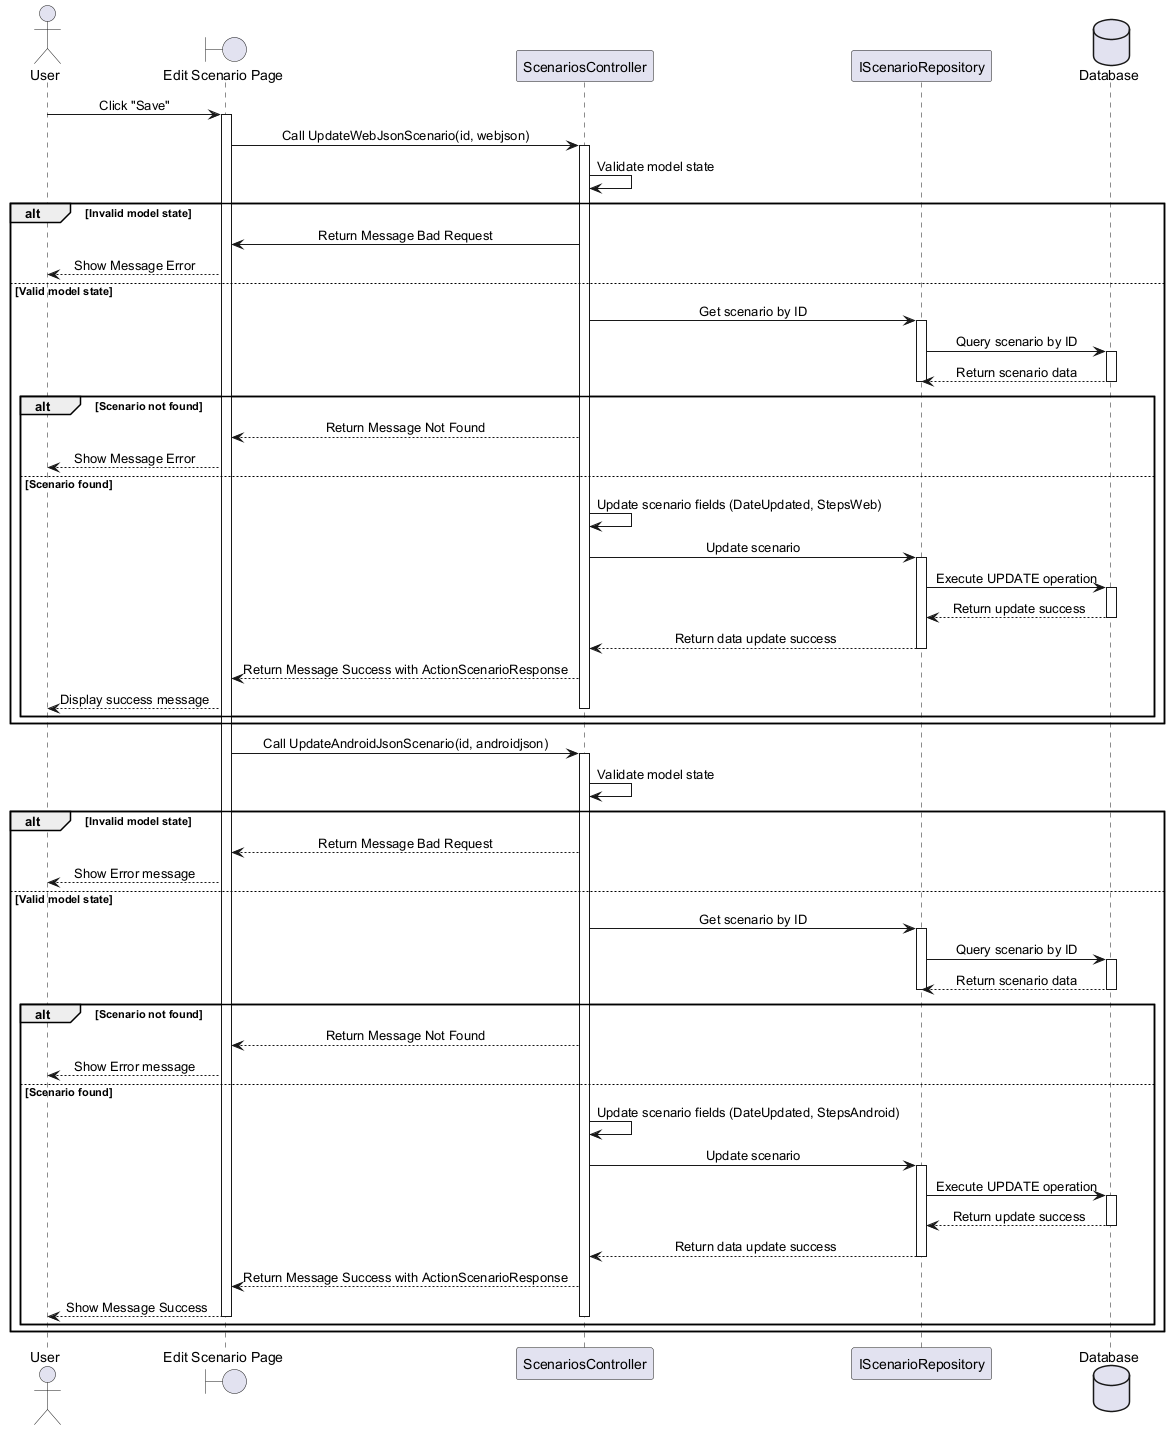 User
Edit Scenario Page
ScenariosController
IScenarioRepository
Database
Click "Save"
Call UpdateWebJsonScenario(id, webjson)
Validate model state
alt [Invalid model state]
Return Message Bad Request
Show Message Error
[Valid model state]
Get scenario by ID
Query scenario by ID
Return scenario data
alt [Scenario not found]
Return Message Not Found
Show Message Error
[Scenario found]
Update scenario fields (DateUpdated, StepsWeb)
Update scenario
Execute UPDATE operation
Return update success
Return data update success
Return Message Success with ActionScenarioResponse
Display success message
Call UpdateAndroidJsonScenario(id, androidjson)
Validate model state
alt [Invalid model state]
Return Message Bad Request
Show Error message
[Valid model state]
Get scenario by ID
Query scenario by ID
Return scenario data
alt [Scenario not found]
Return Message Not Found
Show Error message
[Scenario found]
Update scenario fields (DateUpdated, StepsAndroid)
Update scenario
Execute UPDATE operation
Return update success
Return data update success
Return Message Success with ActionScenarioResponse
Show Message Success
User
Edit Scenario Page
ScenariosController
IScenarioRepository
Database